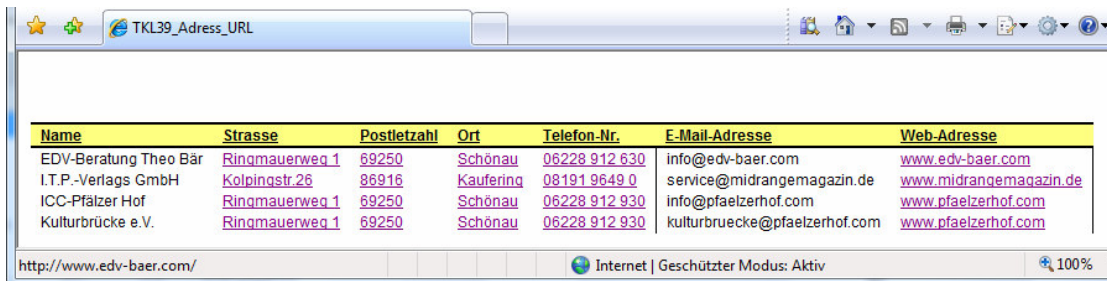 TKL39_Adress_URL
Name Strasse Postletzahl Ort Telefon-Nr. E-Mail-Adresse Web-Adresse
EDV-Beratung Theo Bär Ringmauerweg 1 69250 Schönau 06228 912 630 info@edv-baer.com www.edv-baer.com
I.T.P.-Verlags GmbH Kolpingstr.26 86916 Kaufering 08191 9649 0 service@midrangemagazin.de www.midrangemagazin.de
ICC-Pfälzer Hof Ringmauerweg 1 69250 Schönau 06228 912 930 info@pfaelzerhof.com www.pfaelzerhof.com
Kulturbrücke e.V. Ringmauerweg 1 69250 Schönau 06228 912 930 kulturbruecke@pfaelzerhof.com www.pfaelzerhof.com
http://www.edv-baer.com/ Internet | Geschützter Modus: Aktiv 100%